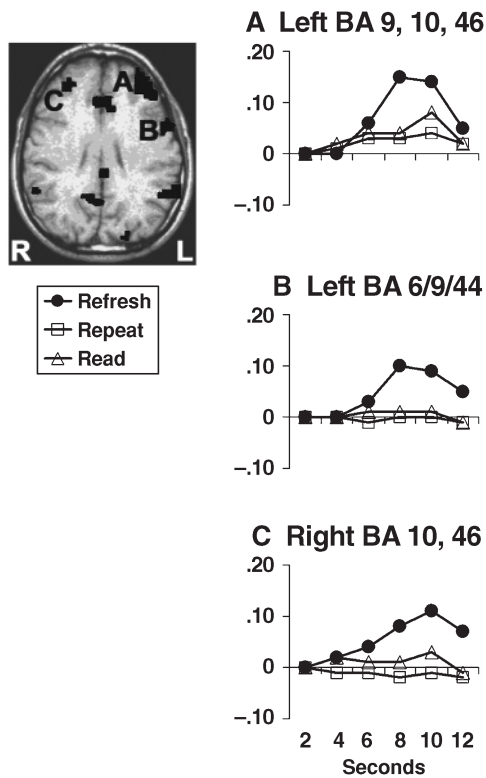 A Left BA 9, 10, 46
.20
.10
0
–.10
A
C
B
R
L
Refresh
Repeat
Read
B Left BA 6/9/44
.20
.10
0
–.10
C Right BA 10, 46
.20
.10
0
–.10
2 4 6 8 10 12
Seconds